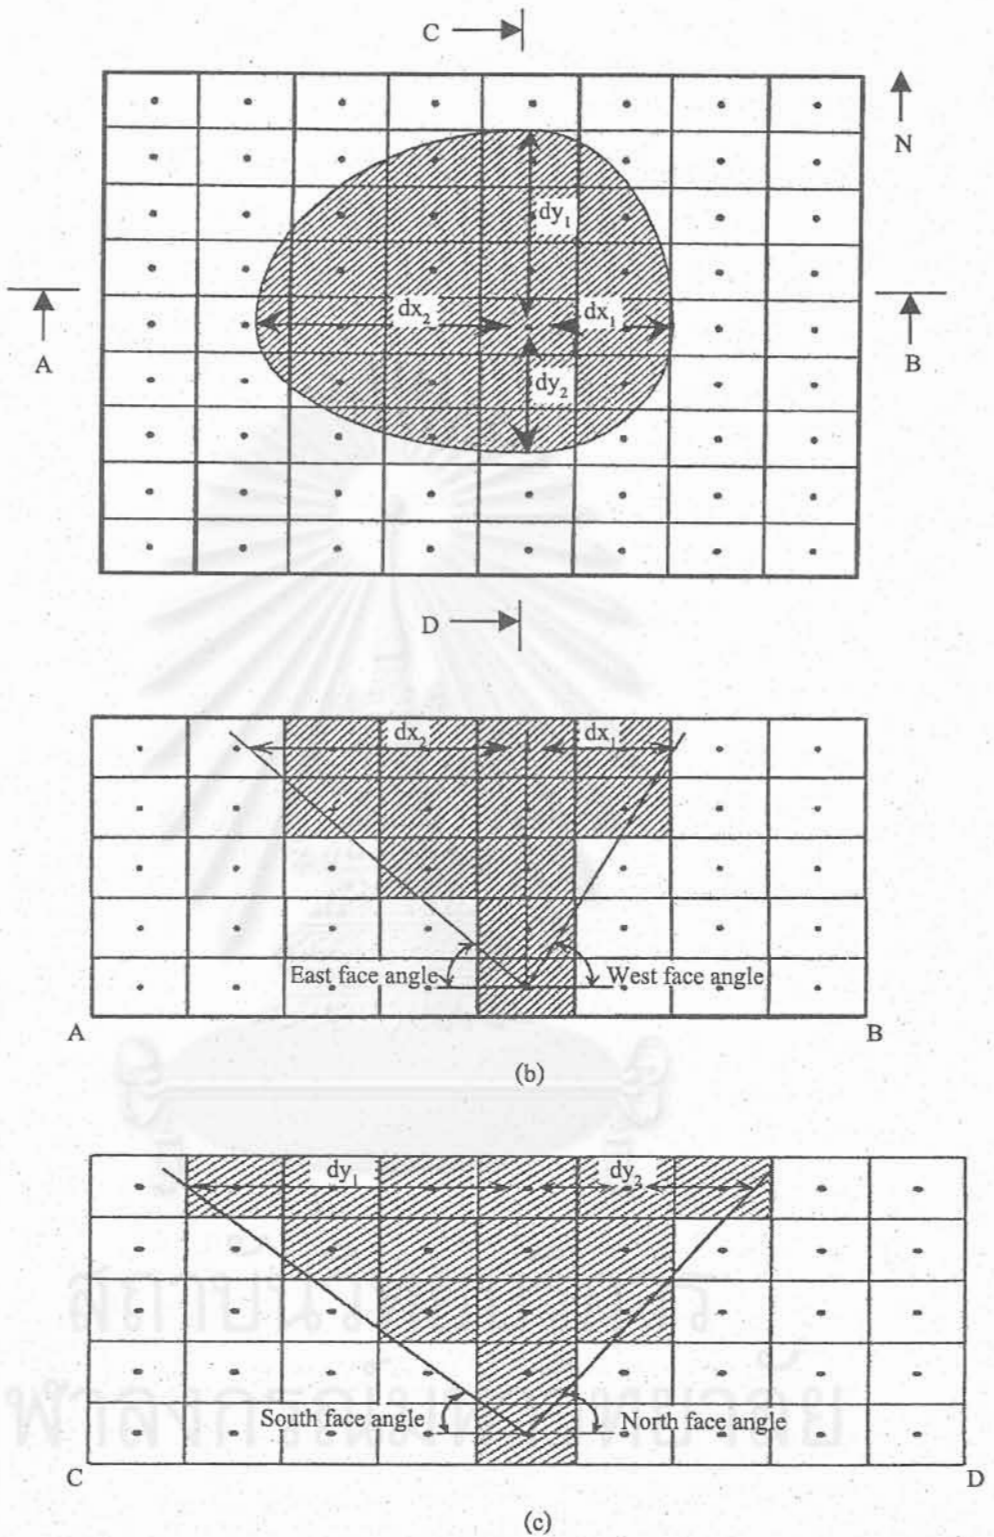 C
N
dy1
dx2 dx1
A B
dy2
D
dx2 dx1
East face angle West face angle
A B
(b)
dy1 dy2
South face angle North face angle
C D
(c)